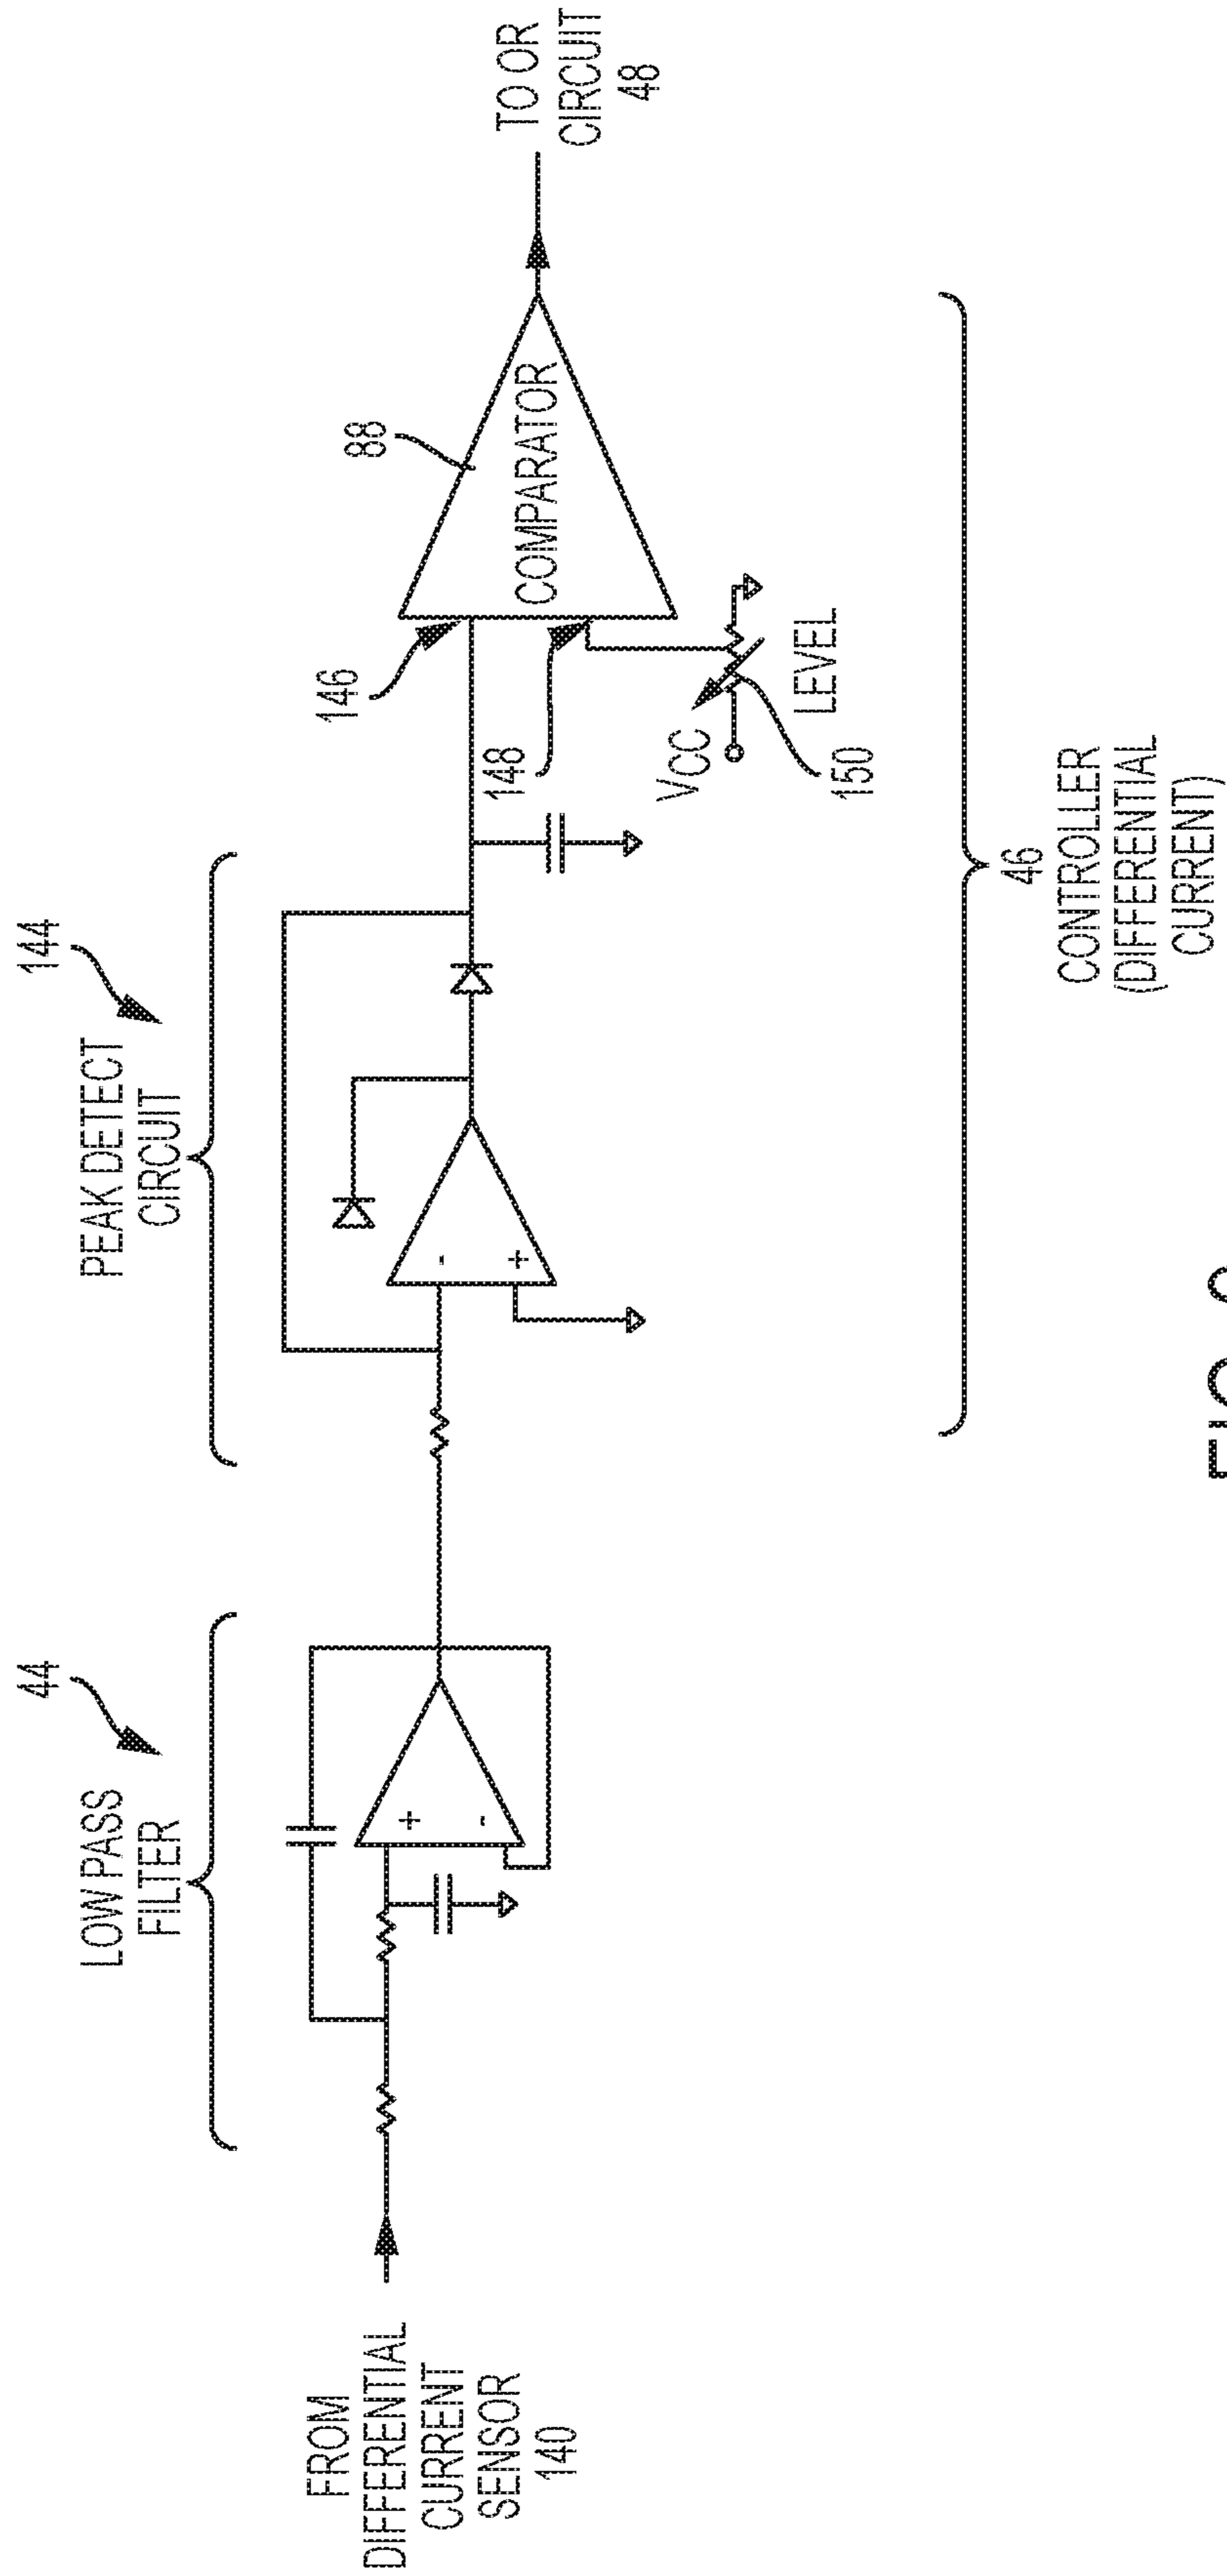 FROM
DIFFERENTIAL
CURRENT
SENSOR
140
LOW PASS
FILTER
44
+
-
PEAK DETECT
CIRCUIT
144
-
+
146
148
88
COMPARATOR
VCC
LEVEL
150
TO OR
CIRCUIT
48
46
CONTROLLER
(DIFFERENTIAL
CURRENT)